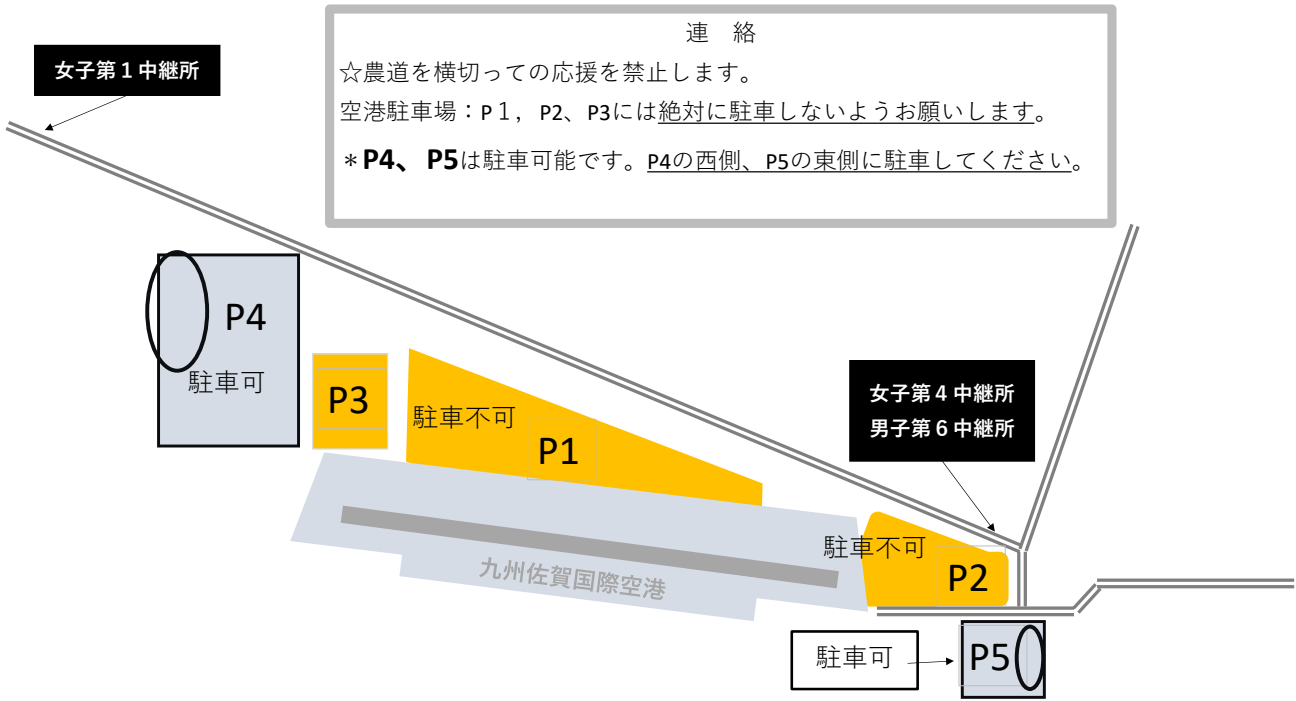 連　絡
☆農道を横切っての応援を禁止します。
空港駐車場：P１，P2、P3には絶対に駐車しないようお願いします。
＊P4、P5は駐車可能です。P4の西側、P5の東側に駐車してください。
女子第１中継所
P4
駐車可
P3
駐車不可
P1
女子第４中継所
男子第６中継所
駐車不可
P2
九州佐賀国際空港
駐車可
P5